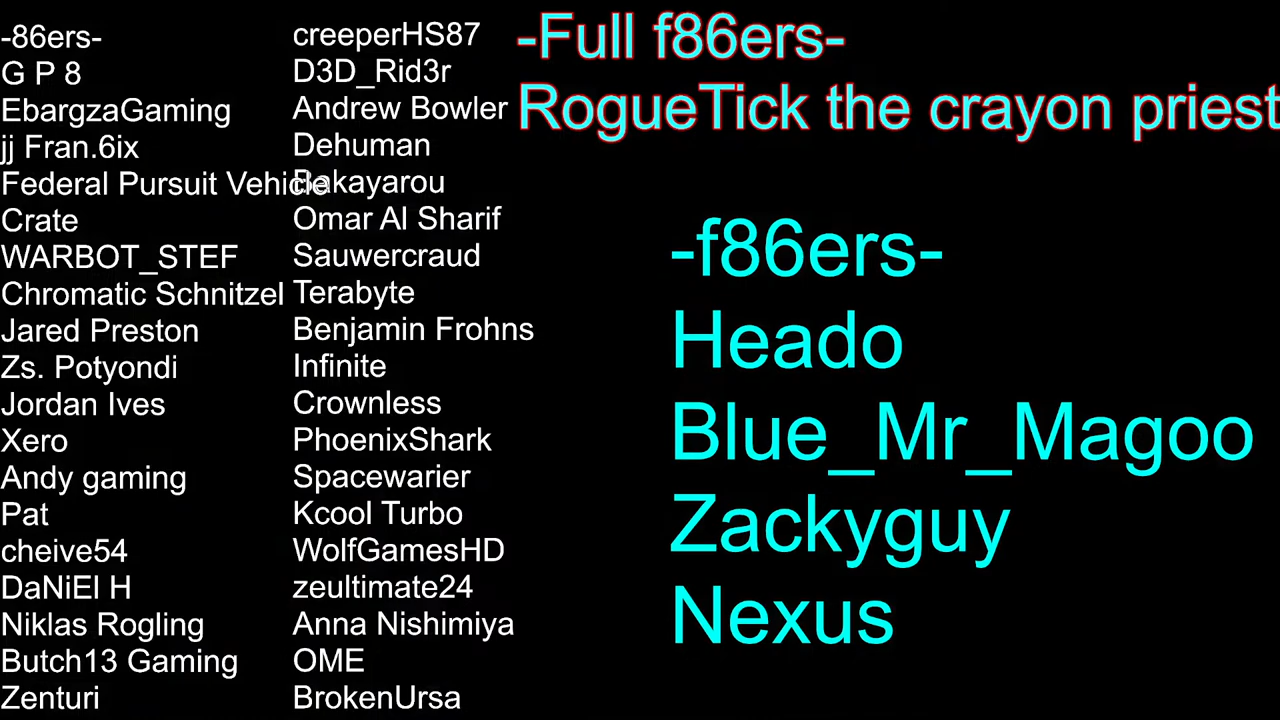 -86ers-
G P 8
EbargzaGaming
jj Fran.6ix
Federal Pursuit Vehicle
Crate
WARBOT_STEF
Chromatic Schnitzel
Jared Preston
Zs. Potyondi
Jordan Ives
Xero
Andy gaming
Pat
cheive54
DaNiEl H
Niklas Rogling
Butch13 Gaming
Zenturi
creeperHS87
D3D_Rid3r
Andrew Bowler
Dehuman
Bakayarou
Omar Al Sharif
Sauwercraud
Terabyte
Benjamin Frohns
Infinite
Crownless
PhoenixShark
Spacewarier
Kcool Turbo
WolfGamesHD
zeultimate24
Anna Nishimiya
OME
BrokenUrsa
-Full f86ers-
RogueTick the crayon priest
-f86ers-
Heado
Blue_Mr_Magoo
Zackyguy
Nexus